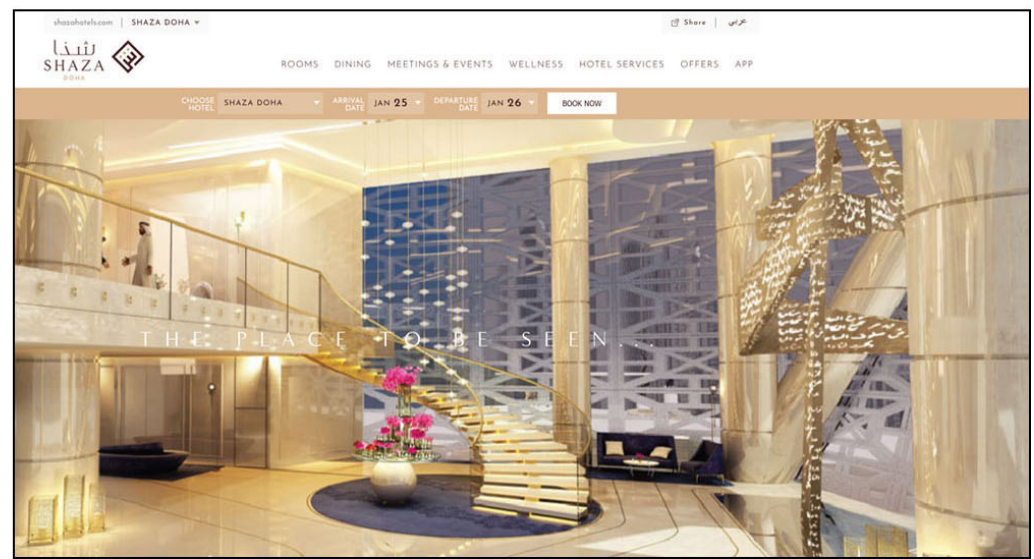 shazahotels.com | SHAZA DOHA
Share | عربي
شذا
SHAZA
DOHA
ROOMS DINING MEETINGS & EVENTS WELLNESS HOTEL SERVICES OFFERS APP
CHOOSE HOTEL SHAZA DOHA ARRIVAL DATE JAN 25 DEPARTURE DATE JAN 26 BOOK NOW
THE PLACE TO BE SEEN...